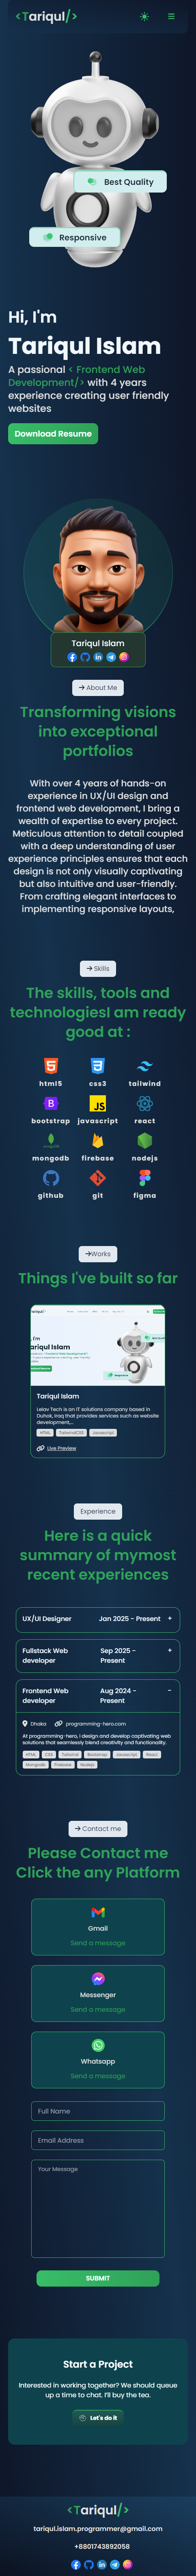 <Tariqul/>
Best Quality
Responsive
Hi, I'm
Tariqul Islam
A passional < Frontend Web
Development/> with 4 years
experience creating user friendly
websites
Download Resume
Tariqul Islam
About Me
Transforming visions
into exceptional
portfolios
With over 4 years of hands-on
experience in UX/UI design and
frontend web development, I bring a
wealth of expertise to every project.
Meticulous attention to detail coupled
with a deep understanding of user
experience principles ensures that each
design is not only visually captivating
but also intuitive and user-friendly.
From crafting elegant interfaces to
implementing responsive layouts,
Skills
The skills, tools and
technologiesI am ready
good at :
html5
css3
tailwind
bootstrap
javascript
react
mongodb
firebase
nodejs
github
git
figma
Works
Things I've built so far
Tariqul Islam
Responsive
Tariqul Islam
Lelav Tech is an IT solutions company based in
Duhok, Iraq that provides services such as website
development,...
HTML
TailwindCSS
Javascript
Live Preview
Experience
Here is a quick
summary of mymost
recent experiences
UX/UI Designer
Jan 2025 - Present
+
Fullstack Web
developer
Sep 2025 -
Present
+
Frontend Web
developer
Aug 2024 -
Present
-
Dhaka
programming-hero.com
At programming-hero, I design and develop captivating web
solutions that seamlessly blend creativity and functionality.
HTML
CSS
Tailwind
Bootstrap
Javascript
React
Mongodb
Firebase
Nodejs
Contact me
Please Contact me
Click the any Platform
Gmail
Send a message
Messenger
Send a message
Whatsapp
Send a message
Full Name
Email Address
Your Message
SUBMIT
Start a Project
Interested in working together? We should queue
up a time to chat. I'll buy the tea.
Let's do it
<Tariqul/>
tariqul.islam.programmer@gmail.com
+8801743892058